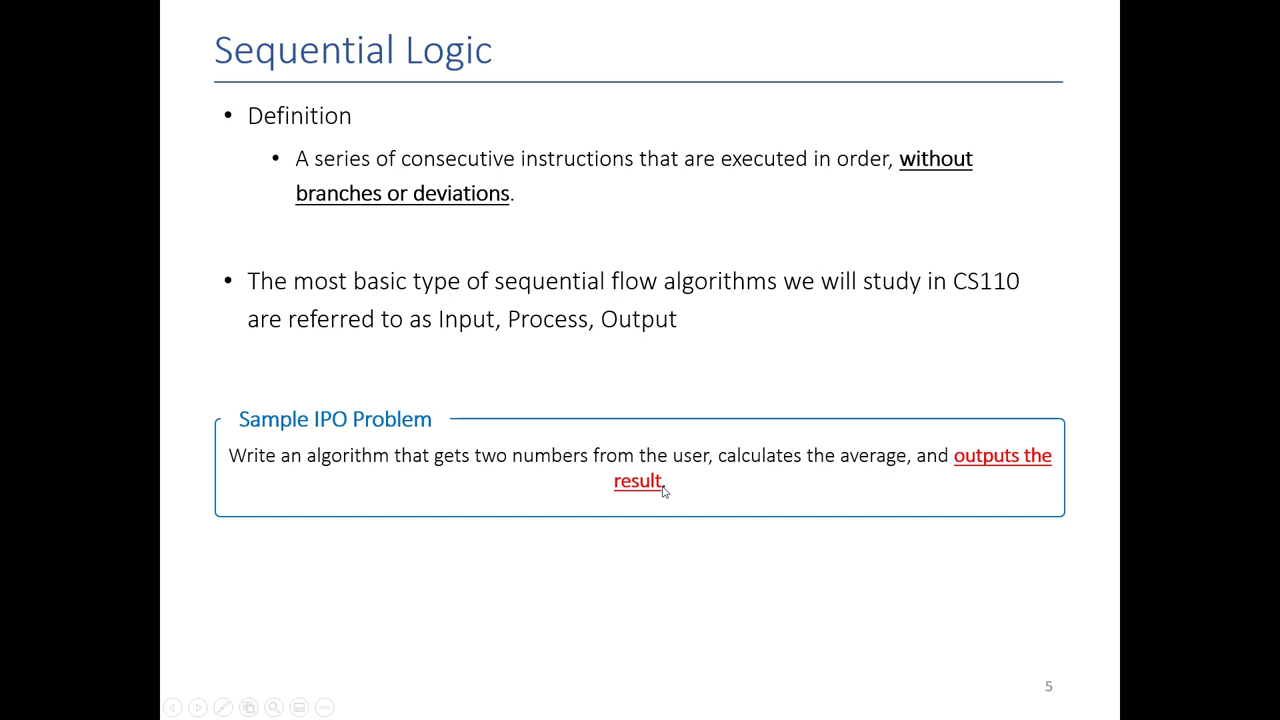 Sequential Logic
• Definition
• A series of consecutive instructions that are executed in order, without
branches or deviations.
• The most basic type of sequential flow algorithms we will study in CS110
are referred to as Input, Process, Output
Sample IPO Problem
Write an algorithm that gets two numbers from the user, calculates the average, and outputs the
result.
5